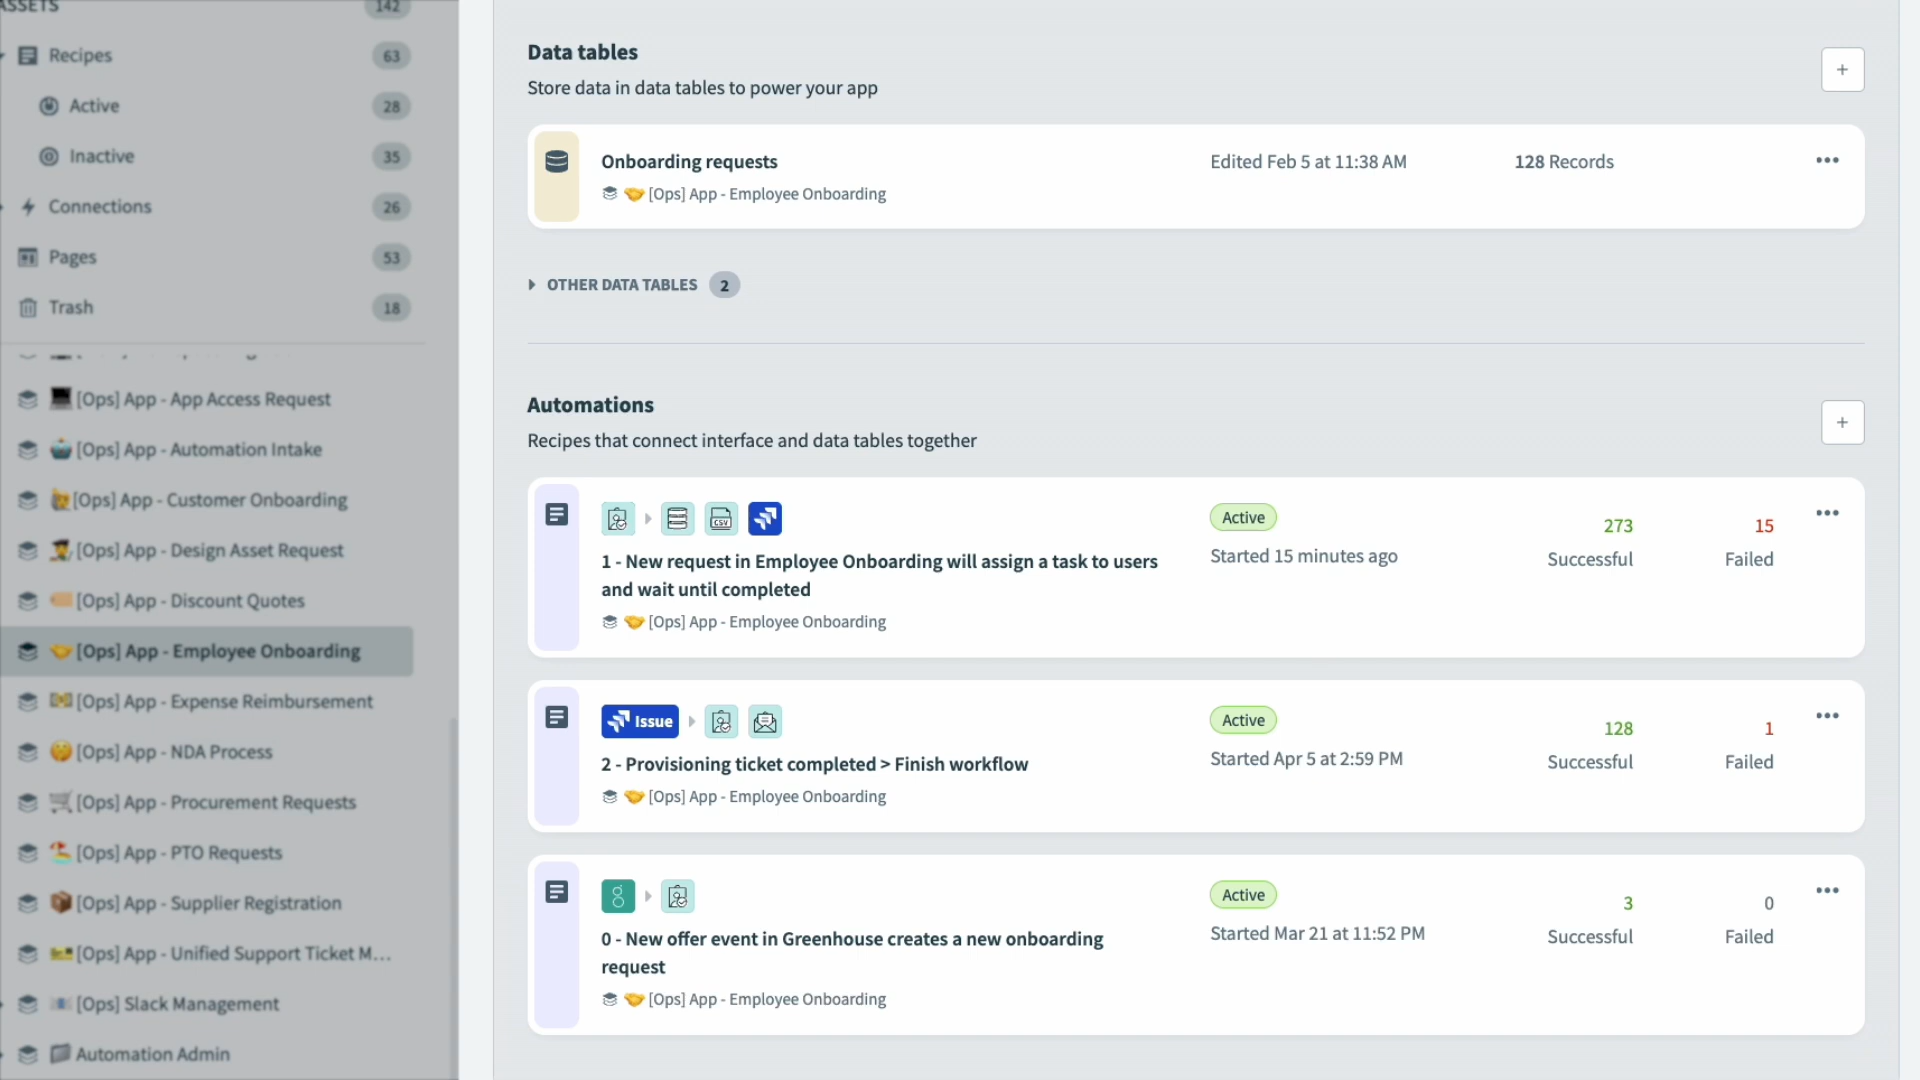 ASSETS 142
Recipes 63
Active 28
Inactive 35
Connections 26
Pages 53
Trash 18
[Ops] App - App Access Request
[Ops] App - Automation Intake
[Ops] App - Customer Onboarding
[Ops] App - Design Asset Request
[Ops] App - Discount Quotes
[Ops] App - Employee Onboarding
[Ops] App - Expense Reimbursement
[Ops] App - NDA Process
[Ops] App - Procurement Requests
[Ops] App - PTO Requests
[Ops] App - Supplier Registration
[Ops] App - Unified Support Ticket M...
[Ops] Slack Management
Automation Admin
Data tables
Store data in data tables to power your app
+
Onboarding requests
[Ops] App - Employee Onboarding
Edited Feb 5 at 11:38 AM
128 Records
OTHER DATA TABLES 2
Automations
Recipes that connect interface and data tables together
+
CSV
1 - New request in Employee Onboarding will assign a task to users
and wait until completed
[Ops] App - Employee Onboarding
Active
Started 15 minutes ago
273
Successful
15
Failed
Issue
2 - Provisioning ticket completed > Finish workflow
[Ops] App - Employee Onboarding
Active
Started Apr 5 at 2:59 PM
128
Successful
1
Failed
0 - New offer event in Greenhouse creates a new onboarding
request
[Ops] App - Employee Onboarding
Active
Started Mar 21 at 11:52 PM
3
Successful
0
Failed